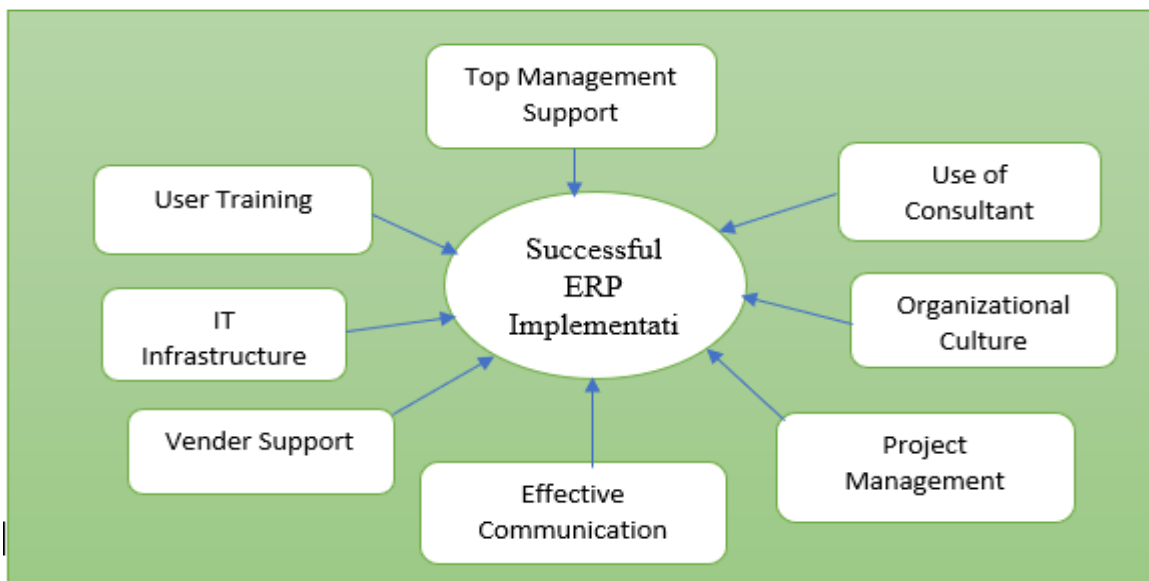 Top Management
Support
User Training
Use of
Consultant
Successful
ERP
Implementati
IT
Infrastructure
Organizational
Culture
Vender Support
Project
Management
Effective
Communication